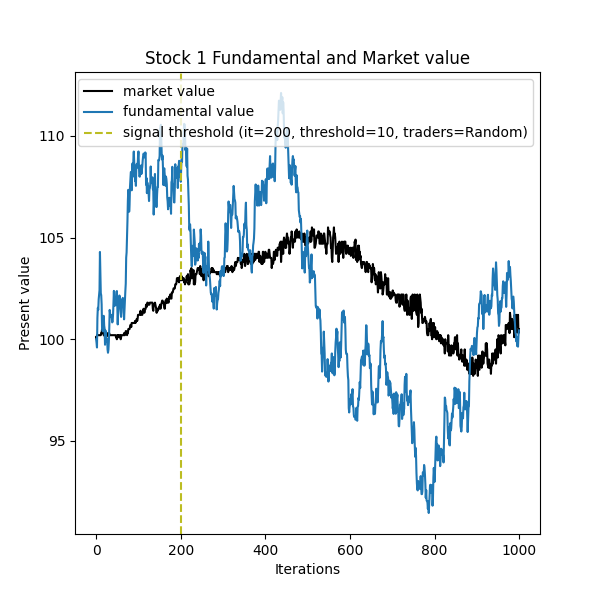 Stock 1 Fundamental and Market value
market value
fundamental value
signal threshold (it=200, threshold=10, traders=Random)
110
105
100
95
Present value
0 200 400 600 800 1000
Iterations